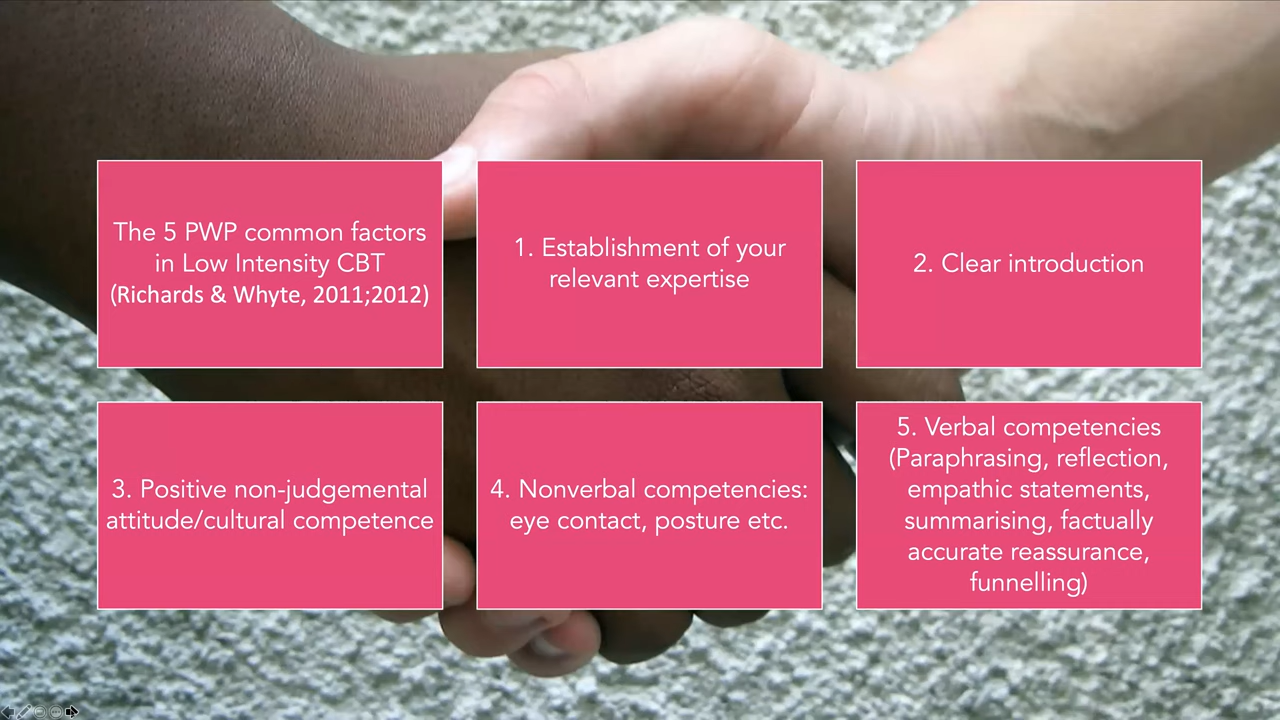 The 5 PWP common factors
in Low Intensity CBT
(Richards & Whyte, 2011;2012)
1. Establishment of your
relevant expertise
2. Clear introduction
3. Positive non-judgemental
attitude/cultural competence
4. Nonverbal competencies:
eye contact, posture etc.
5. Verbal competencies
(Paraphrasing, reflection,
empathic statements,
summarising, factually
accurate reassurance,
funnelling)